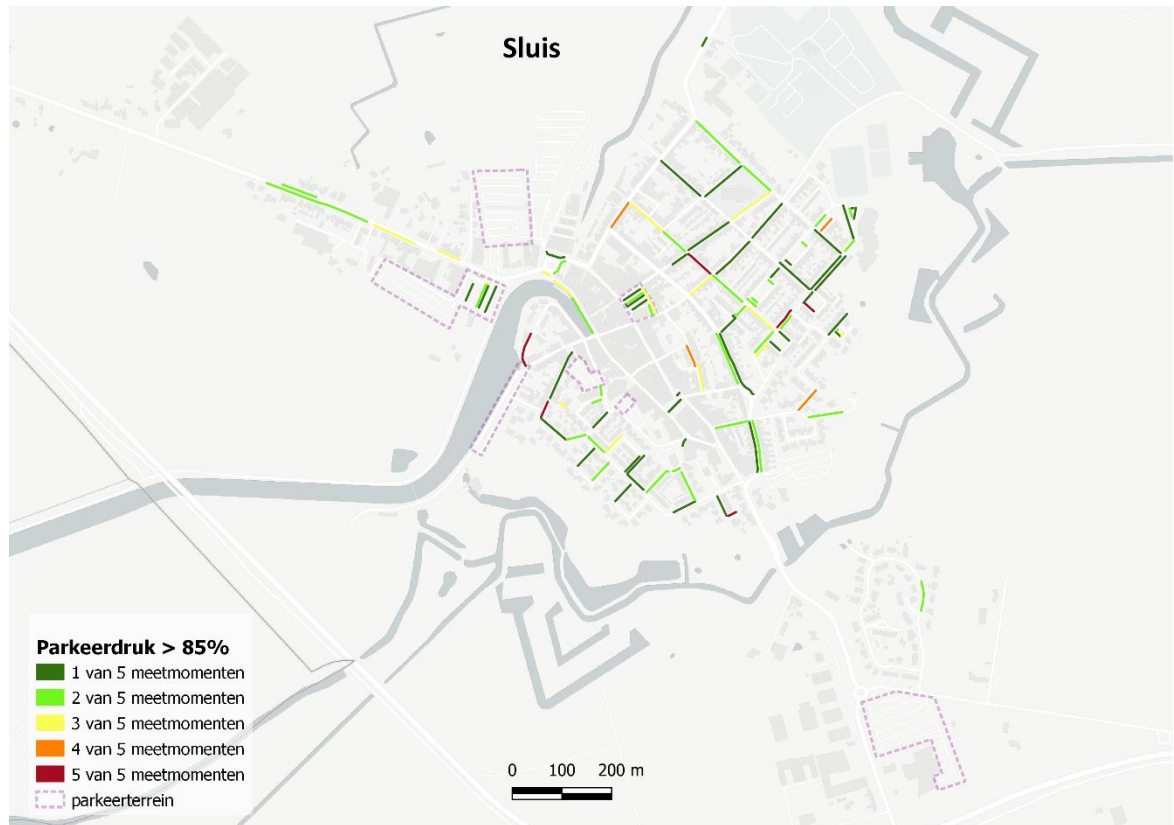 Sluis
Parkeerdruk > 85%
1 van 5 meetmomenten
2 van 5 meetmomenten
3 van 5 meetmomenten
4 van 5 meetmomenten
5 van 5 meetmomenten
parkeerterrein
0 100 200 m